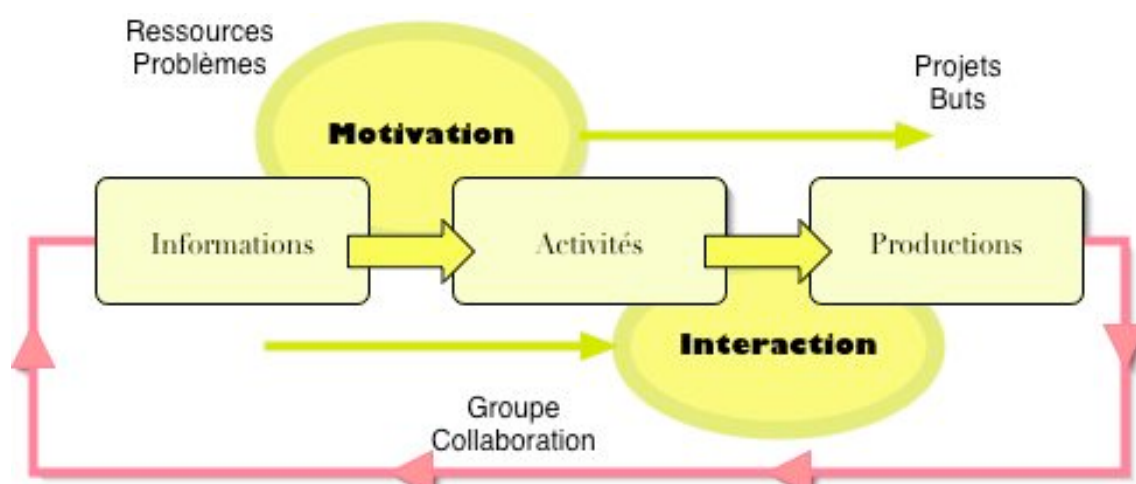 Ressources
Problèmes
Projets
Buts
Motivation
Informations
Activités
Productions
Interaction
Groupe
Collaboration